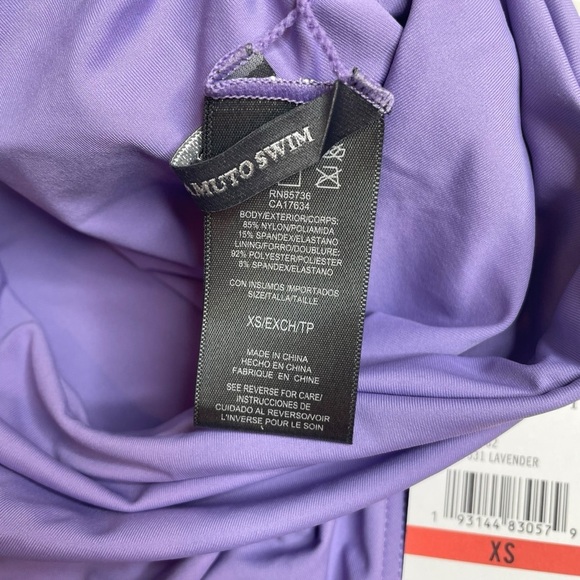 AMUTO SWIM
RN85736
CA17634
BODY/EXTERIOR/CORPS:
85% NYLON/POLIAMIDA
15% SPANDEX/ELASTANO
LINING/FORRO/DOUBLURE:
92% POLYESTER/POLIESTER
8% SPANDEX/ELASTANO
CON INSUMOS IMPORTADOS
SIZE/TALLA/TAILLE
XS/EXCH/TP
MADE IN CHINA
HECHO EN CHINA
FABRIQUE EN CHINE
SEE REVERSE FOR CARE/
INSTRUCCIONES DE
CUIDADO AL REVERSO/VOIR
L'INVERSE POUR LE SOIN
LAVENDER
1 93144 83057 9
XS